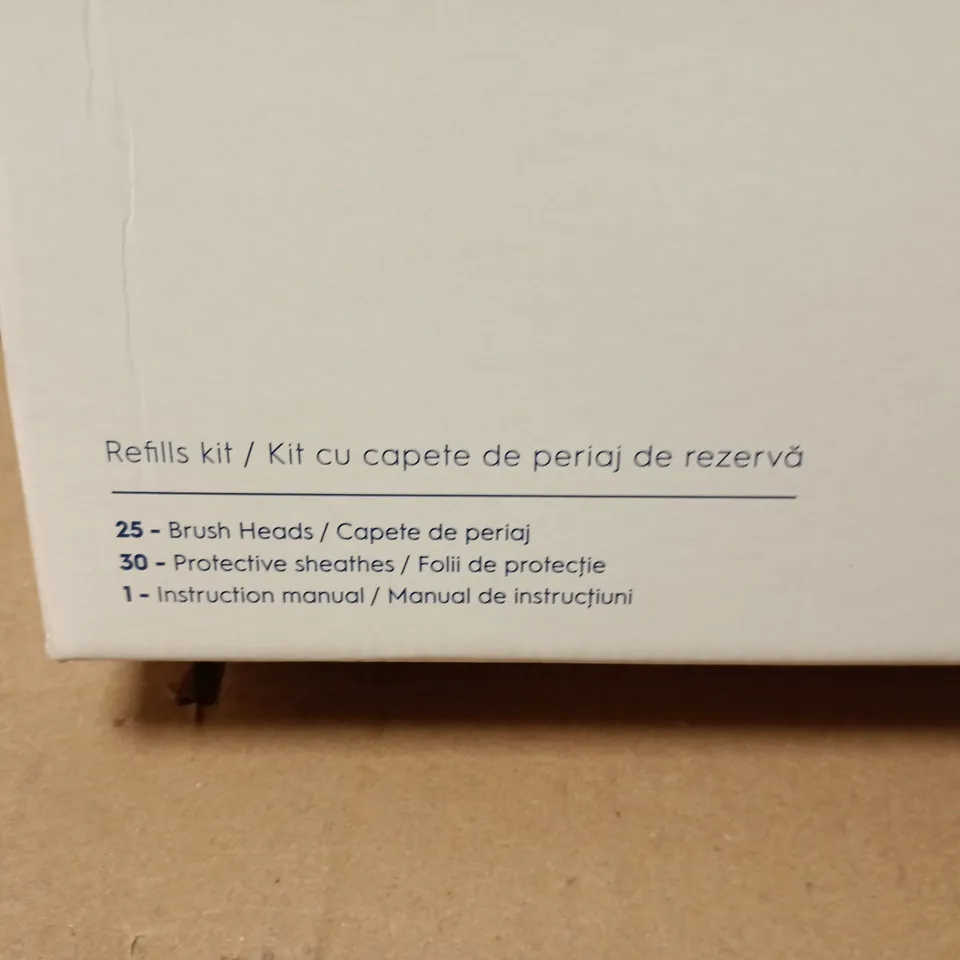 Refills kit / Kit cu capete de periaj de rezervă
25 - Brush Heads / Capete de periaj
30 - Protective sheathes / Folii de protecție
1 - Instruction manual / Manual de instrucțiuni